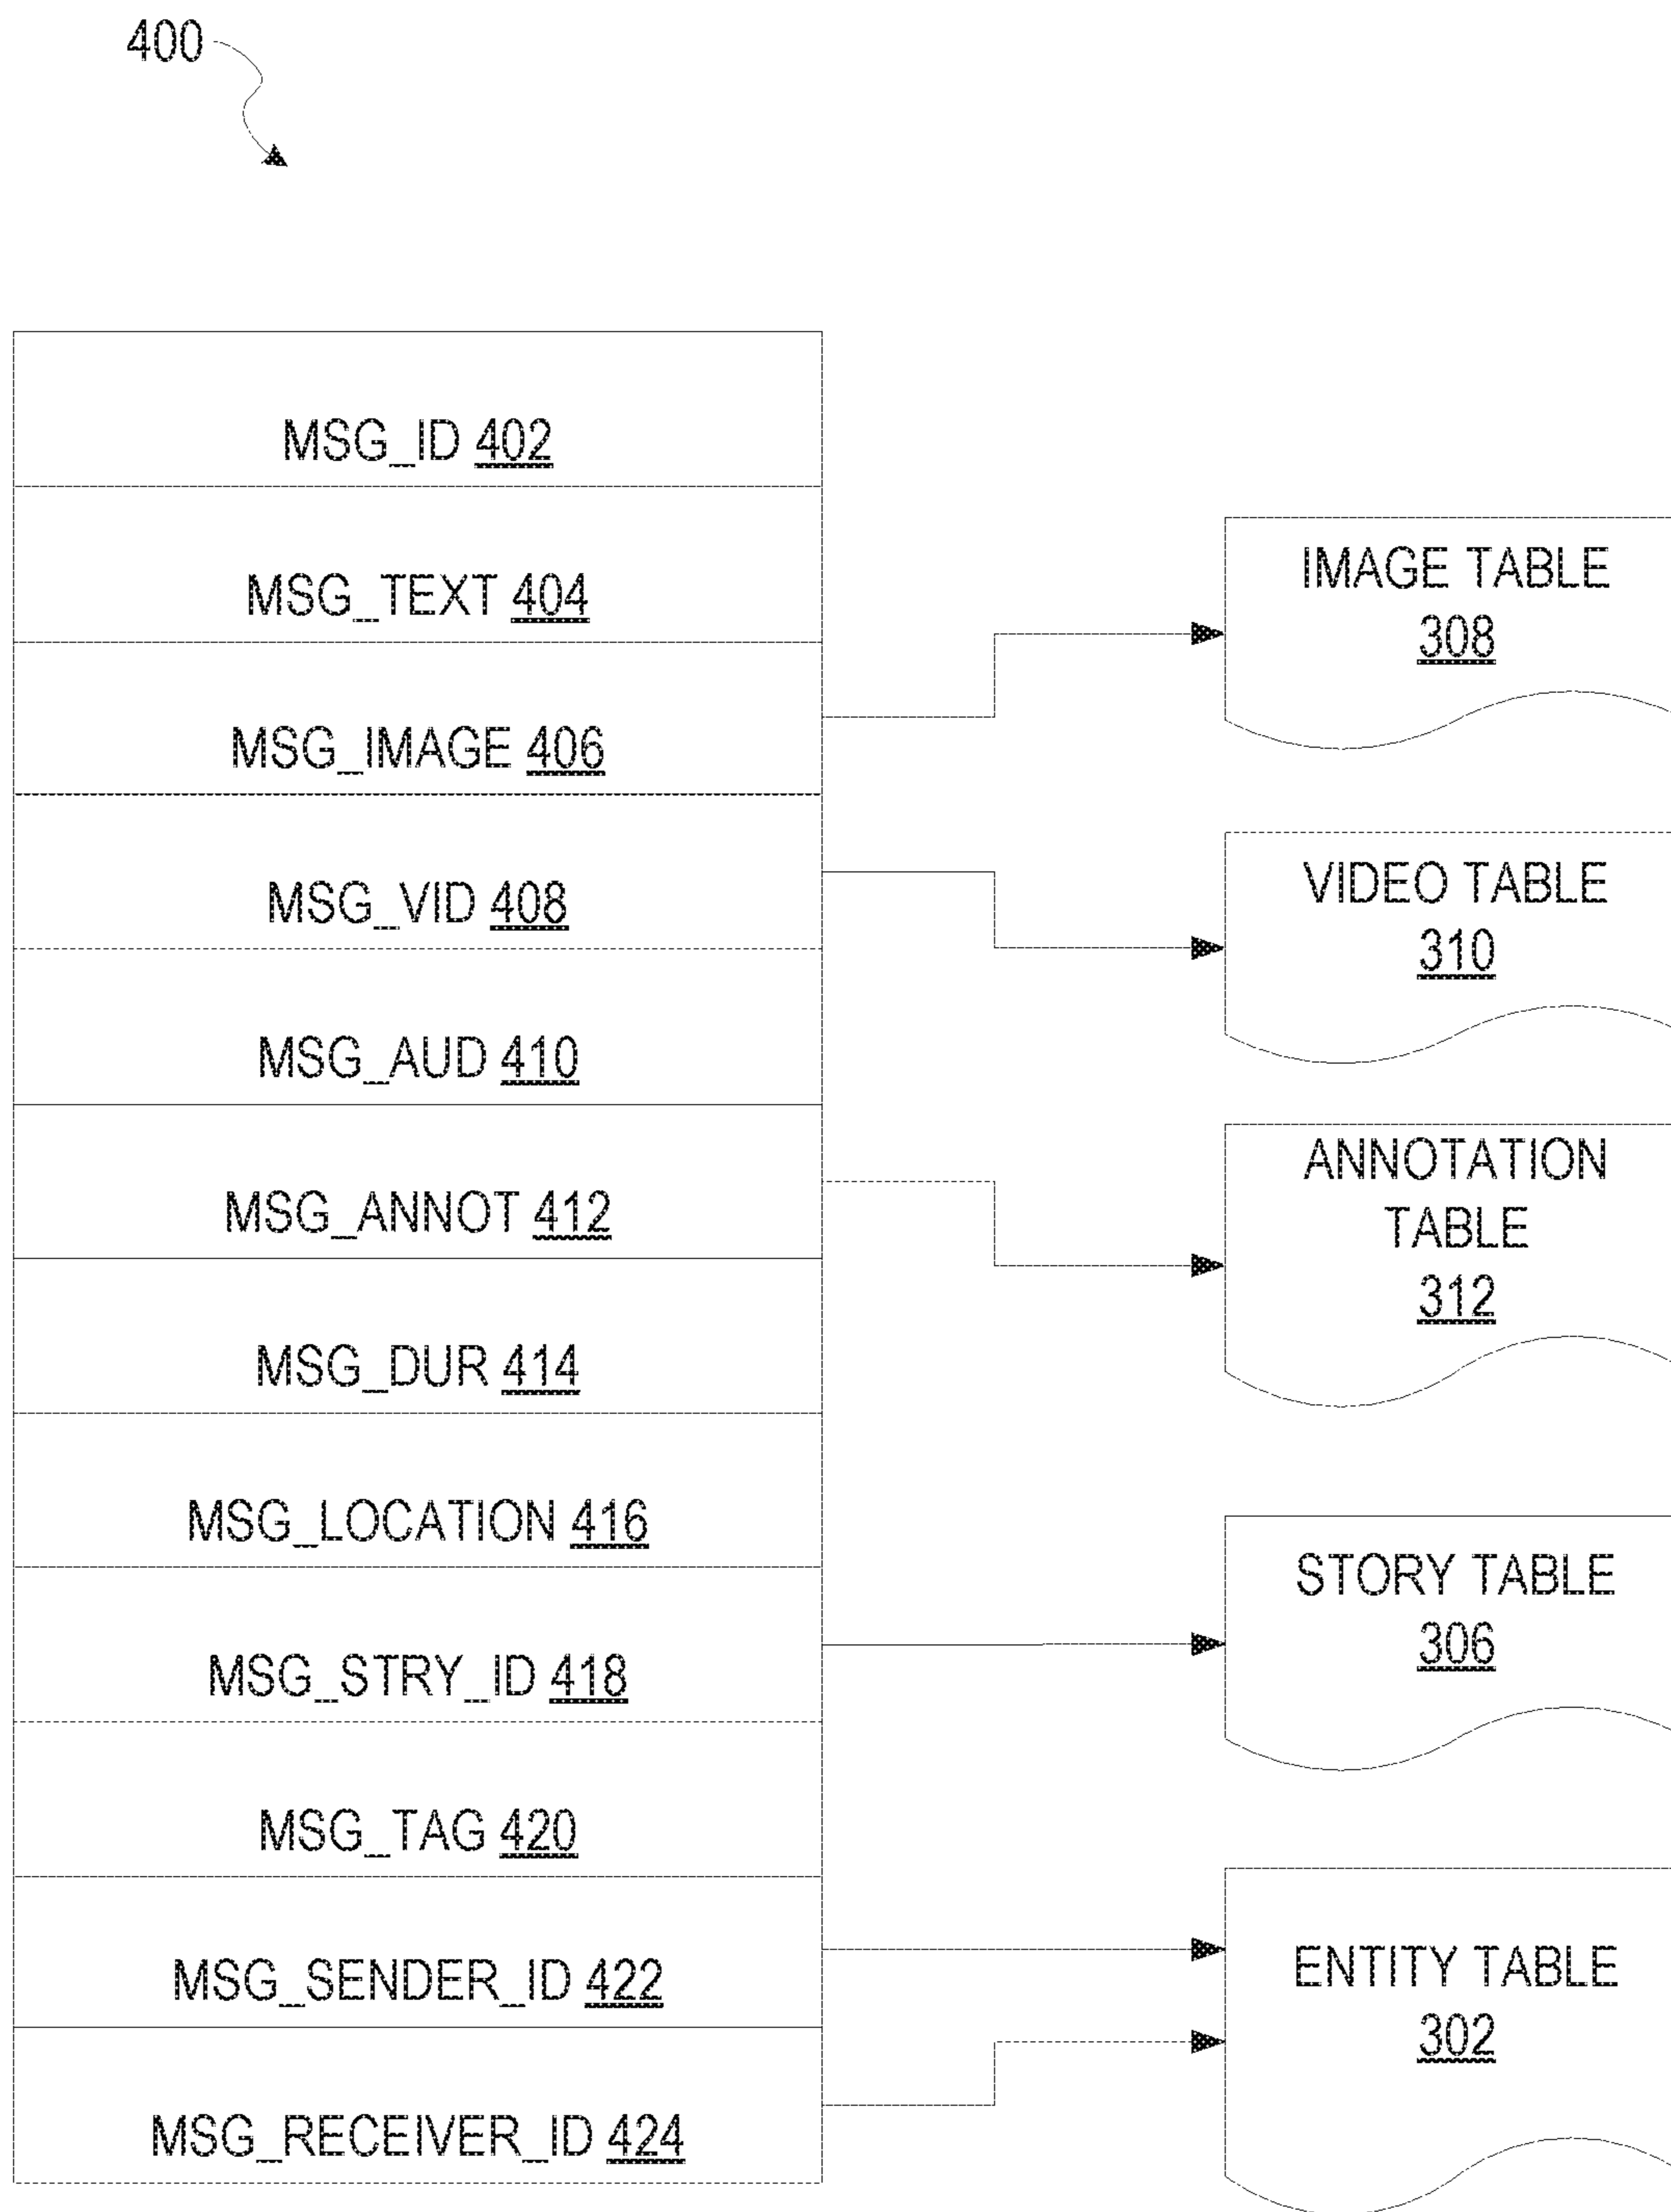 400
MSG_ID 402
MSG_TEXT 404
MSG_IMAGE 406
MSG_VID 408
MSG_AUD 410
MSG_ANNOT 412
MSG_DUR 414
MSG_LOCATION 416
MSG_STRY_ID 418
MSG_TAG 420
MSG_SENDER_ID 422
MSG_RECEIVER_ID 424
IMAGE TABLE
308
VIDEO TABLE
310
ANNOTATION
TABLE
312
STORY TABLE
306
ENTITY TABLE
302